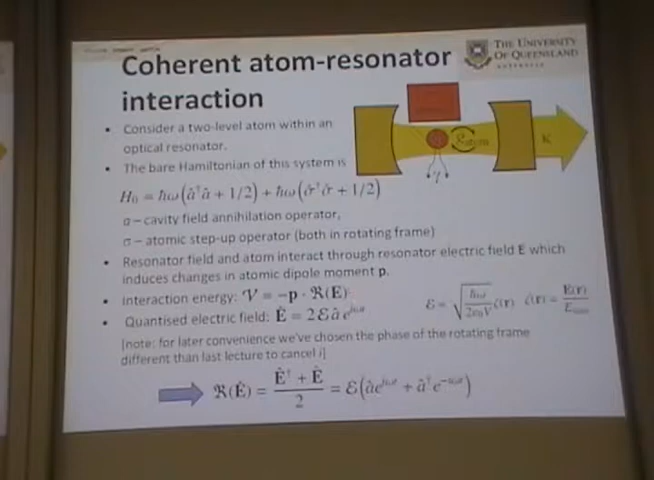 Coherent atom-resonator
interaction
THE UNIVERSITY
OF QUEENSLAND
AUSTRALIA
• Consider a two-level atom within an
optical resonator.
• The bare Hamiltonian of this system is
H₀ = ħω(â†â + 1/2) + ħω(σ̂†σ̂ + 1/2)
a – cavity field annihilation operator,
σ – atomic step-up operator (both in rotating frame)
• Resonator field and atom interact through resonator electric field E which
induces changes in atomic dipole moment p.
• Interaction energy: 𝒱 = −p · ℜ(E)
• Quantised electric field: Ê = 2ℰâe^{iωt}
[note: for later convenience we've chosen the phase of the rotating frame
different than last lecture to cancel i]
ℜ(Ê) = (Ê† + Ê)/2 = ℰ(âe^{iωt} + â†e^{−iωt})